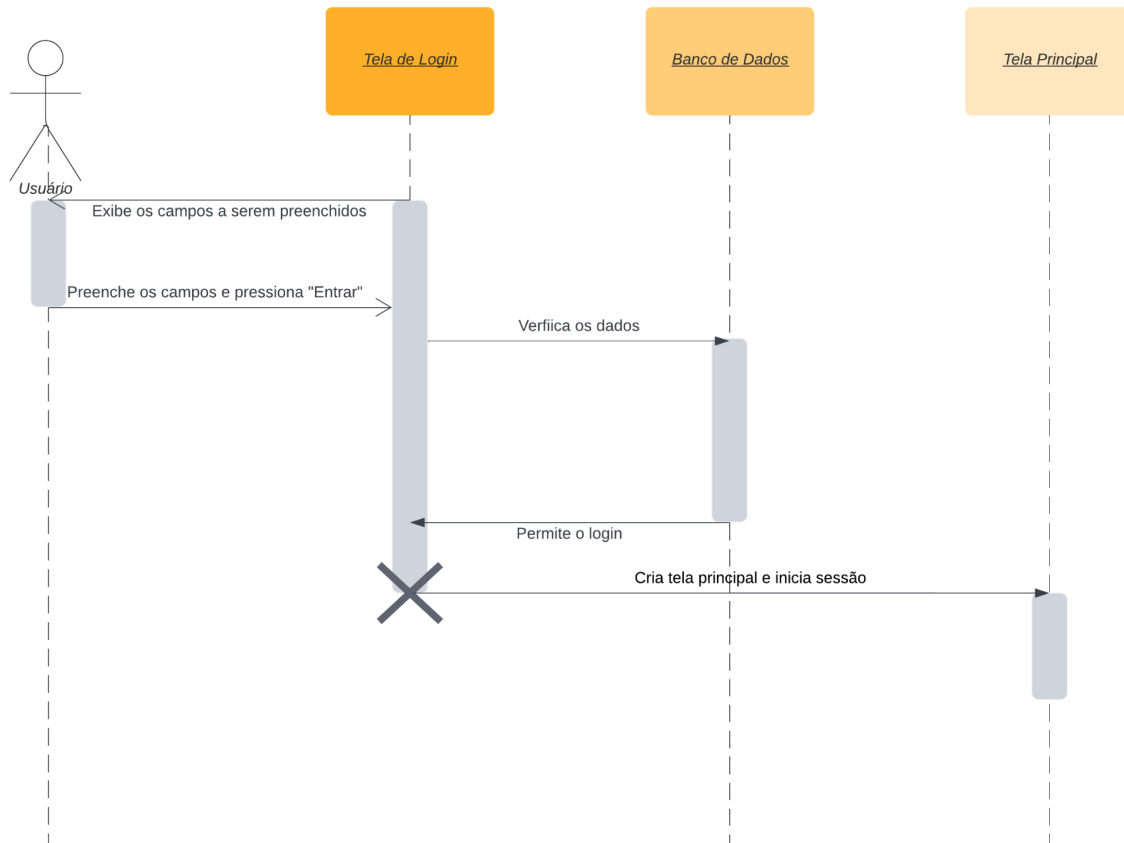 Tela de Login
Banco de Dados
Tela Principal
Usuário
Exibe os campos a serem preenchidos
Preenche os campos e pressiona "Entrar"
Verfiica os dados
Permite o login
Cria tela principal e inicia sessão